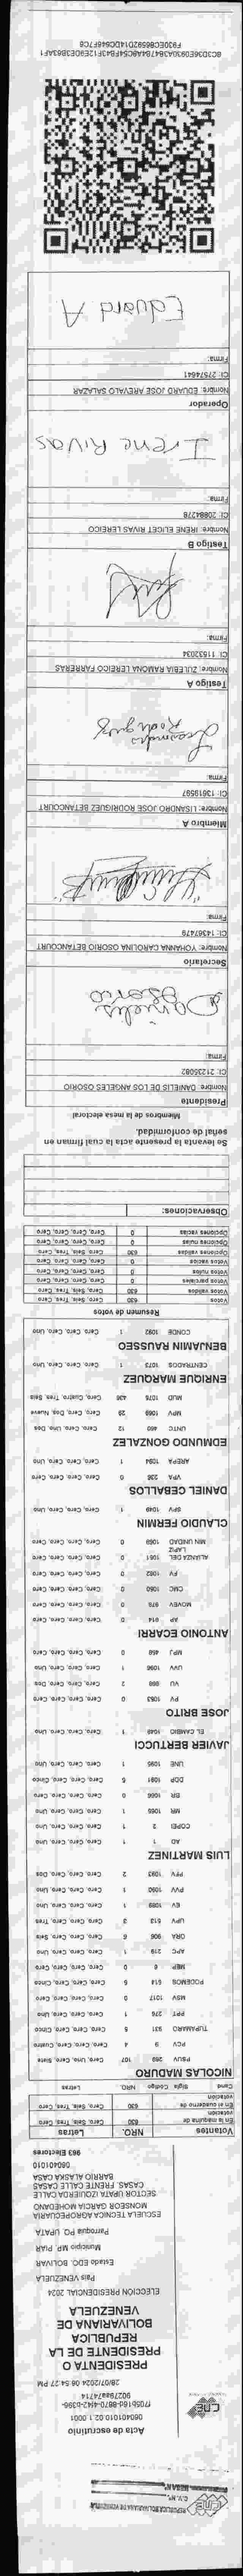 CNE
REPUBLICA BOLIVARIANA DE VENEZUELA
C.V. Nº.
MESA Nº
CNE
Acta de escrutinio
060401010.02.1.0001
28/07/2024 06:54:27 PM
PRESIDENTA O
PRESIDENTE DE LA
REPUBLICA
BOLIVARIANA DE
VENEZUELA
ELECCIÓN PRESIDENCIAL 2024
Pais VENEZUELA
Estado EDO. BOLIVAR
Municipio MP. PIAR
Parroquia PQ. UPATA
ESCUELA TECNICA AGROPECUARIA
MONSEOR GARCIA MOHEDANO
SECTOR UPATA IZQUIERDA CALLE
CASAS. FRENTE CALLE CASAS
BARRIO ALASKA CASA
060401010
963 Electores
Votantes NRO. Letras
En la máquina de votación 630 Cero, Seis, Tres, Cero
En el cuaderno de votación 630 Cero, Seis, Tres, Cero
Cand. Sigla Código NRO. Letras
NICOLAS MADURO
PSUV 269 107 Cero, Uno, Cero, Siete
PCV 9 4 Cero, Cero, Cero, Cuatro
TUPAMARO 931 5 Cero, Cero, Cero, Cinco
PPT 276 1 Cero, Cero, Cero, Uno
MSV 1017 0 Cero, Cero, Cero, Cero
PODEMOS 514 5 Cero, Cero, Cero, Cinco
MEP 6 0 Cero, Cero, Cero, Cero
APC 219 1 Cero, Cero, Cero, Uno
ORA 906 6 Cero, Cero, Cero, Seis
UPV 513 3 Cero, Cero, Cero, Tres
EV 1089 1 Cero, Cero, Cero, Uno
PVV 1090 1 Cero, Cero, Cero, Uno
PFV 1093 2 Cero, Cero, Cero, Dos
LUIS MARTINEZ
AD 1 1 Cero, Cero, Cero, Uno
COPEI 2 1 Cero, Cero, Cero, Uno
MR 1065 1 Cero, Cero, Cero, Uno
BR 1066 0 Cero, Cero, Cero, Cero
DDP 1091 5 Cero, Cero, Cero, Cinco
UNE 1095 1 Cero, Cero, Cero, Uno
JAVIER BERTUCCI
EL CAMBIO 1048 1 Cero, Cero, Cero, Uno
JOSE BRITO
PV 1053 0 Cero, Cero, Cero, Cero
VU 998 2 Cero, Cero, Cero, Dos
UVV 1096 1 Cero, Cero, Cero, Uno
MPJ 458 0 Cero, Cero, Cero, Cero
ANTONIO ECARRI
AP 914 0 Cero, Cero, Cero, Cero
MOVEV 979 0 Cero, Cero, Cero, Cero
CMC 1050 0 Cero, Cero, Cero, Cero
FV 1052 0 Cero, Cero, Cero, Cero
ALIANZA DEL LAPIZ 1051 0 Cero, Cero, Cero, Cero
MIN UNIDAD 1069 0 Cero, Cero, Cero, Cero
CLAUDIO FERMIN
SPV 1049 1 Cero, Cero, Cero, Uno
DANIEL CEBALLOS
VPA 236 0 Cero, Cero, Cero, Cero
AREPA 1094 1 Cero, Cero, Cero, Uno
EDMUNDO GONZALEZ
UNTC 460 12 Cero, Cero, Uno, Dos
MPV 1068 29 Cero, Cero, Dos, Nueve
MUD 1076 436 Cero, Cuatro, Tres, Seis
ENRIQUE MARQUEZ
CENTRADOS 1073 1 Cero, Cero, Cero, Uno
BENJAMIN RAUSSEO
CONDE 1092 1 Cero, Cero, Cero, Uno
Resumen de votos
Votos 630 Cero, Seis, Tres, Cero
Votos validos 630 Cero, Seis, Tres, Cero
Votos parciales 0 Cero, Cero, Cero, Cero
Votos nulos 0 Cero, Cero, Cero, Cero
Votos vacios 0 Cero, Cero, Cero, Cero
Opciones validas 630 Cero, Seis, Tres, Cero
Opciones nulas 0 Cero, Cero, Cero, Cero
Opciones vacías 0 Cero, Cero, Cero, Cero
Observaciones:
Se levanta la presente acta la cual firman en
señal de conformidad.
Miembros de la mesa electoral
Presidente
Nombre: DANIELIS DE LOS ANGELES OSORIO
CI: 21235082
Firma:
Danielis
Osorio
Secretario
Nombre: YOHANNA CAROLINA OSORIO BETANCOURT
CI: 14367479
Firma:
Miembro A
Nombre: LISANDRO JOSE RODRIGUEZ BETANCOURT
CI: 13619597
Firma:
Leasandro
Rodriguez
Testigo A
Nombre: ZULEBIA RAMONA LEREICO FARRERAS
CI: 11532034
Firma:
Testigo B
Nombre: IRENE ELICET RIVAS LEREICO
CI: 20884278
Firma:
Irene Rivas
Operador
Nombre: EDUARD JOSE AREVALO SALAZAR
CI: 27574641
Firma:
Eduard A